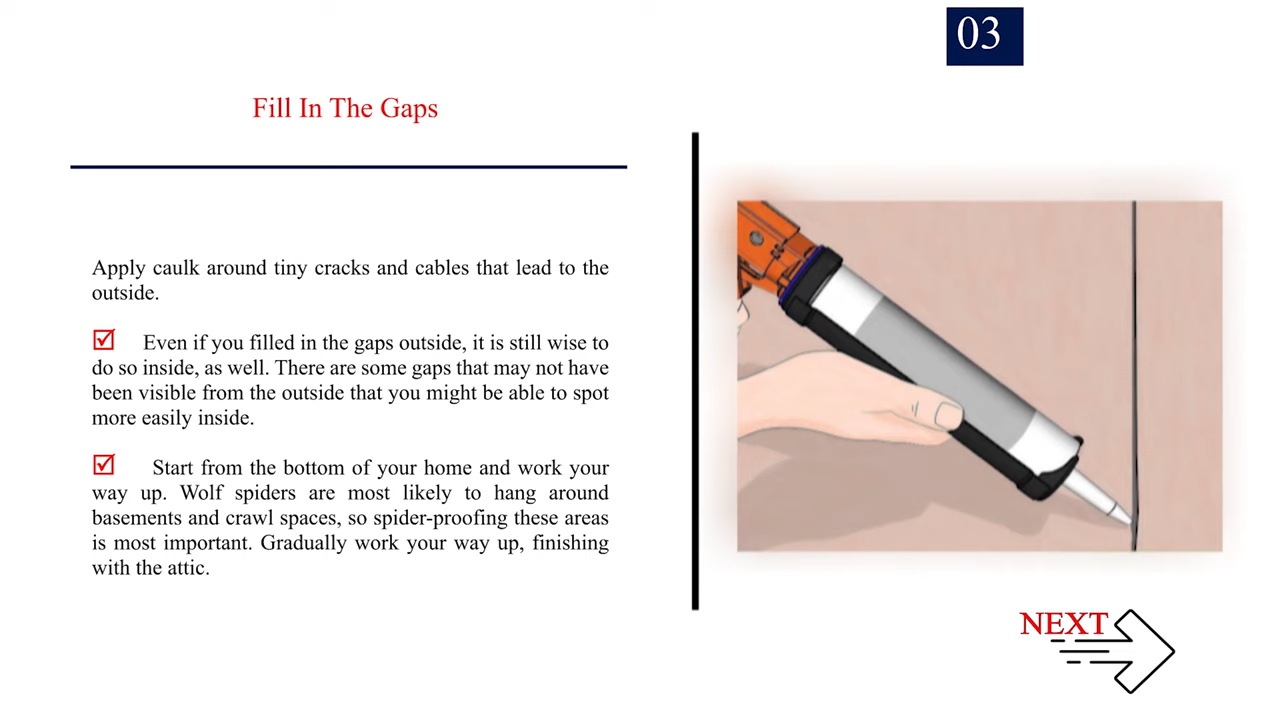 03
Fill In The Gaps
Apply caulk around tiny cracks and cables that lead to the
outside.
Even if you filled in the gaps outside, it is still wise to
do so inside, as well. There are some gaps that may not have
been visible from the outside that you might be able to spot
more easily inside.
Start from the bottom of your home and work your
way up. Wolf spiders are most likely to hang around
basements and crawl spaces, so spider-proofing these areas
is most important. Gradually work your way up, finishing
with the attic.
NEXT